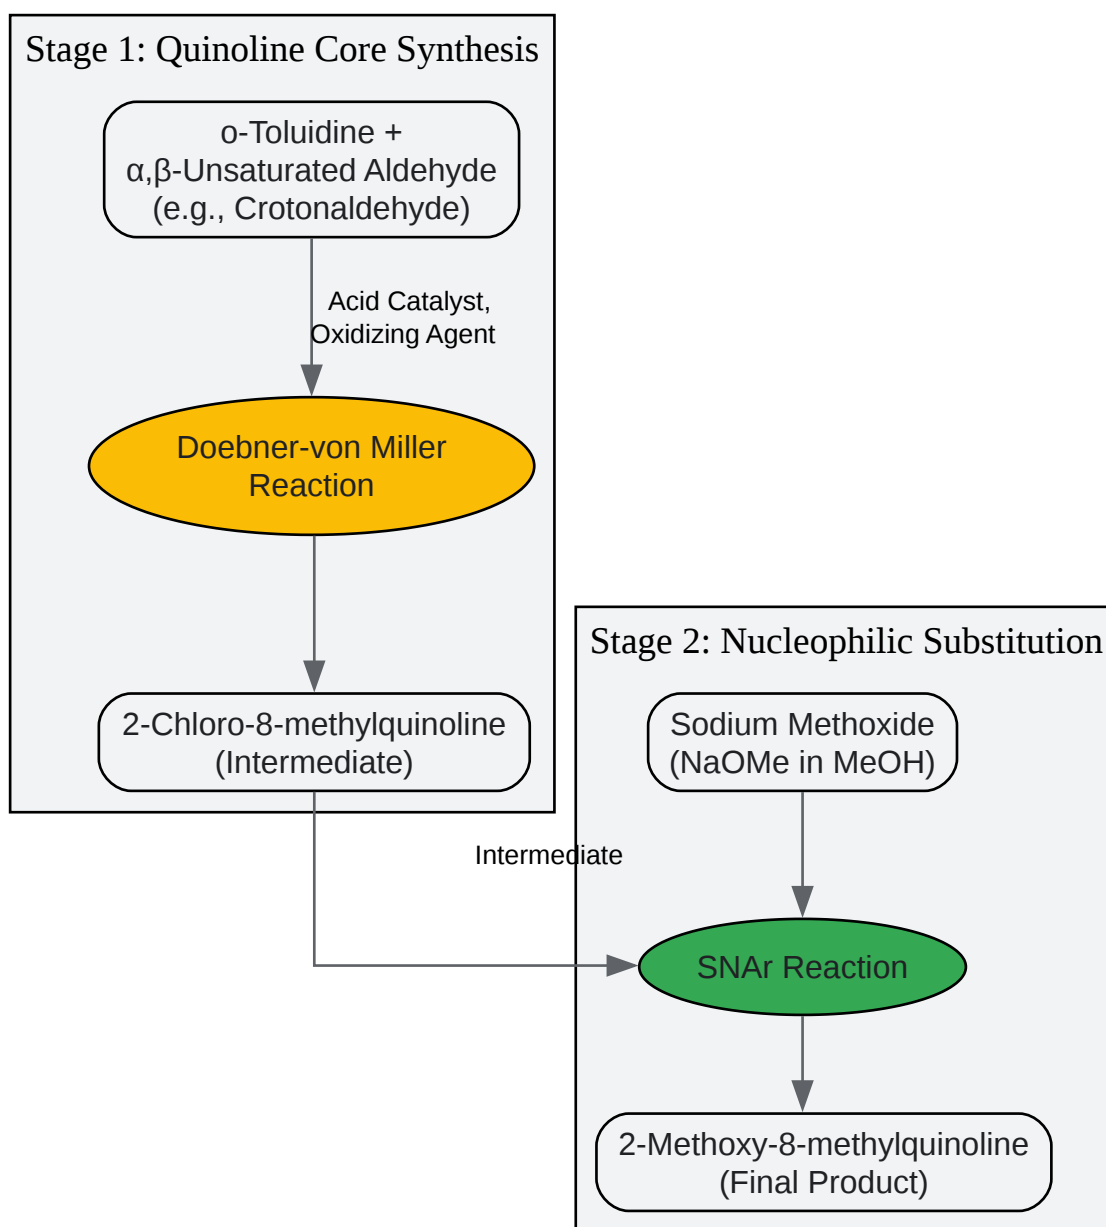 Stage 1: Quinoline Core Synthesis
o-Toluidine +
α,β-Unsaturated Aldehyde
(e.g., Crotonaldehyde)
Acid Catalyst,
Oxidizing Agent
Doebner-von Miller
Reaction
2-Chloro-8-methylquinoline
(Intermediate)
Intermediate
Stage 2: Nucleophilic Substitution
Sodium Methoxide
(NaOMe in MeOH)
SNAr Reaction
2-Methoxy-8-methylquinoline
(Final Product)